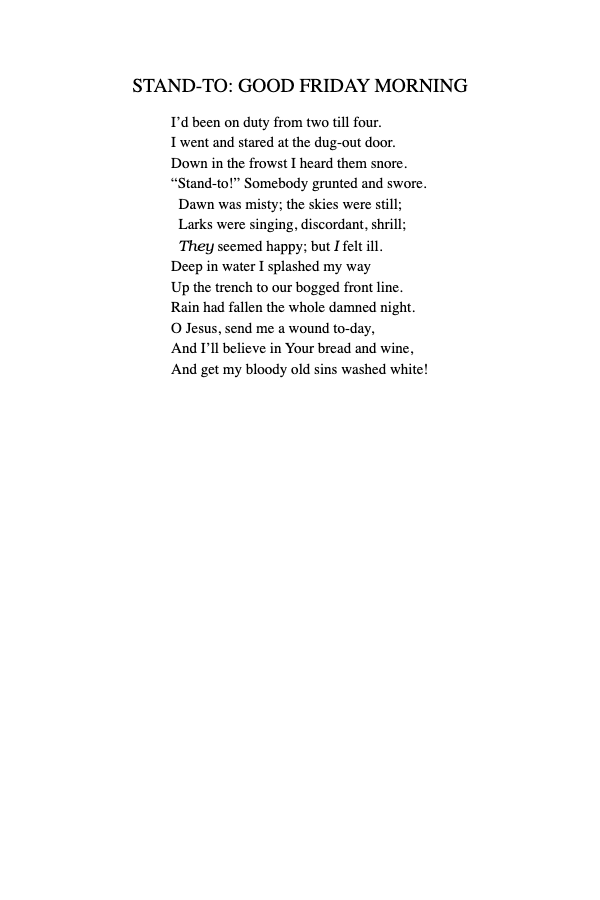 STAND-TO: GOOD FRIDAY MORNING
I’d been on duty from two till four.
I went and stared at the dug-out door.
Down in the frowst I heard them snore.
“Stand-to!” Somebody grunted and swore.
Dawn was misty; the skies were still;
Larks were singing, discordant, shrill;
They seemed happy; but I felt ill.
Deep in water I splashed my way
Up the trench to our bogged front line.
Rain had fallen the whole damned night.
O Jesus, send me a wound to-day,
And I’ll believe in Your bread and wine,
And get my bloody old sins washed white!